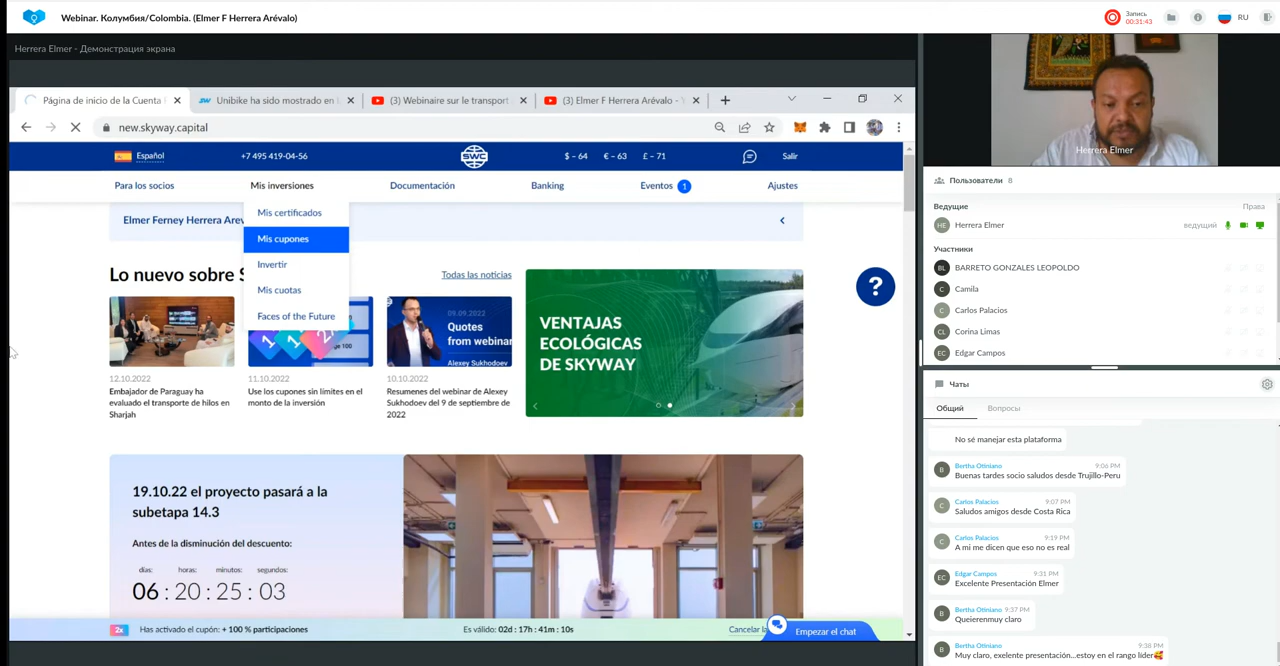 Webinar. Колумбия/Colombia. (Elmer F Herrera Arévalo)
Запись
00:31:43
RU
Herrera Elmer - Демонстрация экрана
Página de inicio de la Cuenta
Unibike ha sido mostrado en
(3) Webinaire sur le transport
(3) Elmer F Herrera Arévalo -
new.skyway.capital
Español
+7 495 419-04-56
SWC
$ – 64
€ – 63
£ – 71
Salir
Para los socios
Mis inversiones
Documentación
Banking
Eventos 1
Ajustes
Elmer Ferney Herrera Arev
Mis certificados
Mis cupones
Invertir
Mis cuotas
Faces of the Future
Lo nuevo sobre S
Todas las noticias
09.09.2022
Quotes
from webinar
Alexey Sukhodoev
12.10.2022
Embajador de Paraguay ha
evaluado el transporte de hilos en
Sharjah
11.10.2022
Use los cupones sin límites en el
monto de la inversión
10.10.2022
Resumenes del webinar de Alexey
Sukhodoev del 9 de septiembre de
2022
VENTAJAS
ECOLÓGICAS
DE SKYWAY
?
19.10.22 el proyecto pasará a la
subetapa 14.3
Antes de la disminución del descuento:
días: horas: minutos: segundos:
06 : 20 : 25 : 03
2x
Has activado el cupón: + 100 % participaciones
Es válido: 02d : 17h : 41m : 10s
Cancelar la
Empezar el chat
Herrera Elmer
Пользователи 8
Ведущие
Права
HE
Herrera Elmer
ведущий
Участники
BL
BARRETO GONZALES LEOPOLDO
C
Camila
C
Carlos Palacios
CL
Corina Limas
EC
Edgar Campos
Чаты
Общий
Вопросы
No sé manejar esta plataforma
B
Bertha Otiniano 9:06 PM
Buenas tardes socio saludos desde Trujillo-Peru
C
Carlos Palacios 9:07 PM
Saludos amigos desde Costa Rica
C
Carlos Palacios 9:19 PM
A mi me dicen que eso no es real
EC
Edgar Campos 9:31 PM
Excelente Presentación Elmer
B
Bertha Otiniano 9:37 PM
Queierenmuy claro
B
Bertha Otiniano 9:38 PM
Muy claro, exelente presentación...estoy en el rango líder🥰